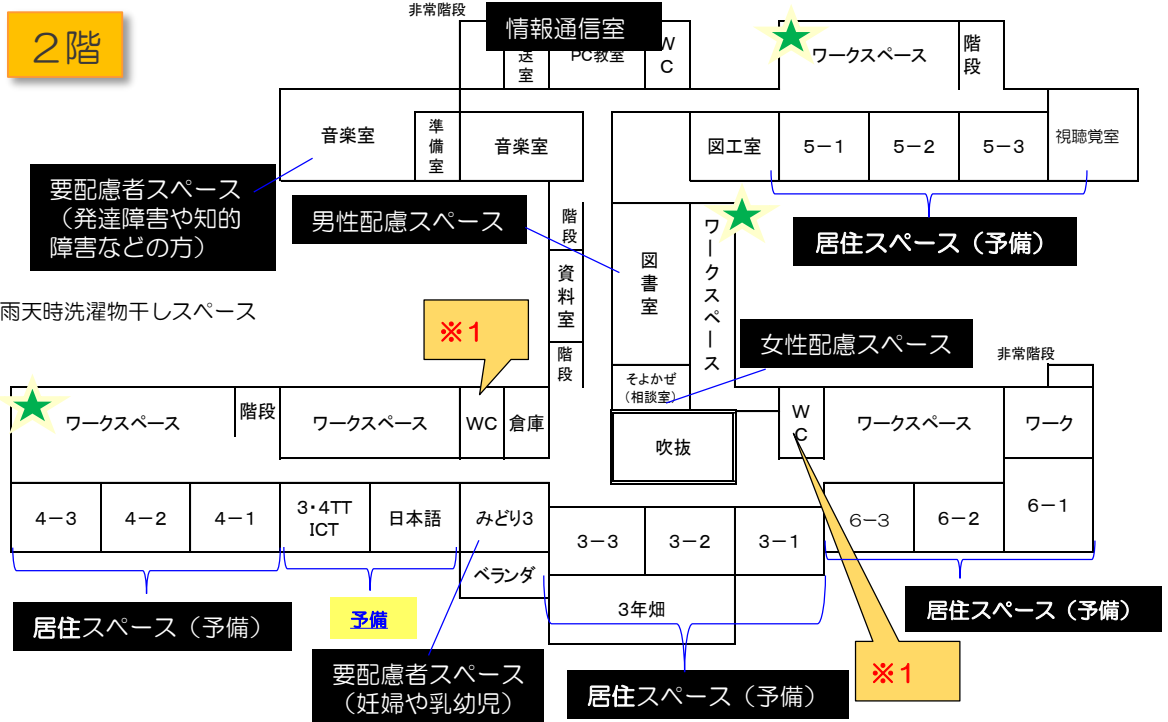 非常階段
２階
情報通信室
送室
PC教室
WC
ワークスペース
階段
音楽室
準備室
音楽室
図工室
５－１
５－２
５－３
視聴覚室
要配慮者スペース
（発達障害や知的
障害などの方）
男性配慮スペース
階段
資料室
階段
図書室
ワークスペース
居住スペース（予備）
雨天時洗濯物干しスペース
※1
女性配慮スペース
非常階段
そよかぜ
（相談室）
ワークスペース
階段
ワークスペース
WC
倉庫
吹抜
WC
ワークスペース
ワーク
４－３
４－２
４－１
３・４TT
ICT
日本語
みどり３
３－３
３－２
３－１
６－３
６－２
６－１
ベランダ
３年畑
居住スペース（予備）
予備
要配慮者スペース
（妊婦や乳幼児）
居住スペース（予備）
※1
居住スペース（予備）